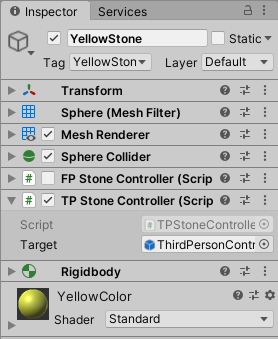 Inspector Services
YellowStone Static
Tag YellowSton Layer Default
Transform
Sphere (Mesh Filter)
Mesh Renderer
Sphere Collider
FP Stone Controller (Scrip
TP Stone Controller (Scrip
Script TPStoneControlle
Target ThirdPersonContr
Rigidbody
YellowColor
Shader Standard